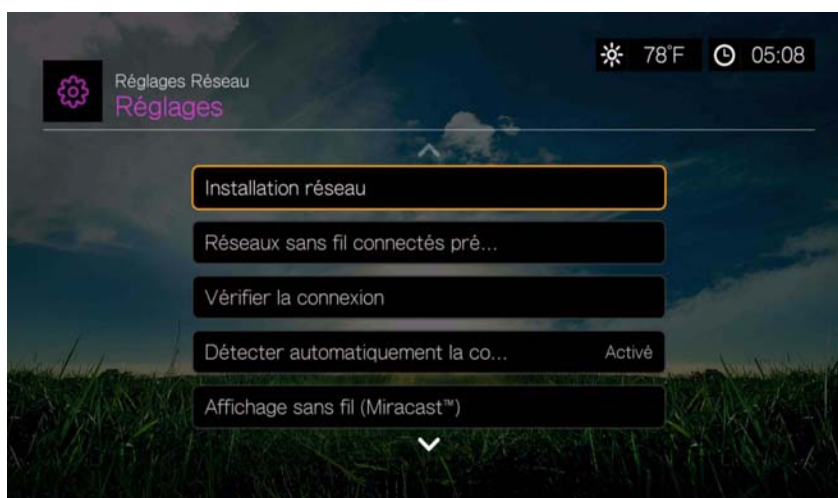 78°F 05:08
Réglages Réseau
Réglages
Installation réseau
Réseaux sans fil connectés pré...
Vérifier la connexion
Détecter automatiquement la co... Activé
Affichage sans fil (Miracast™)